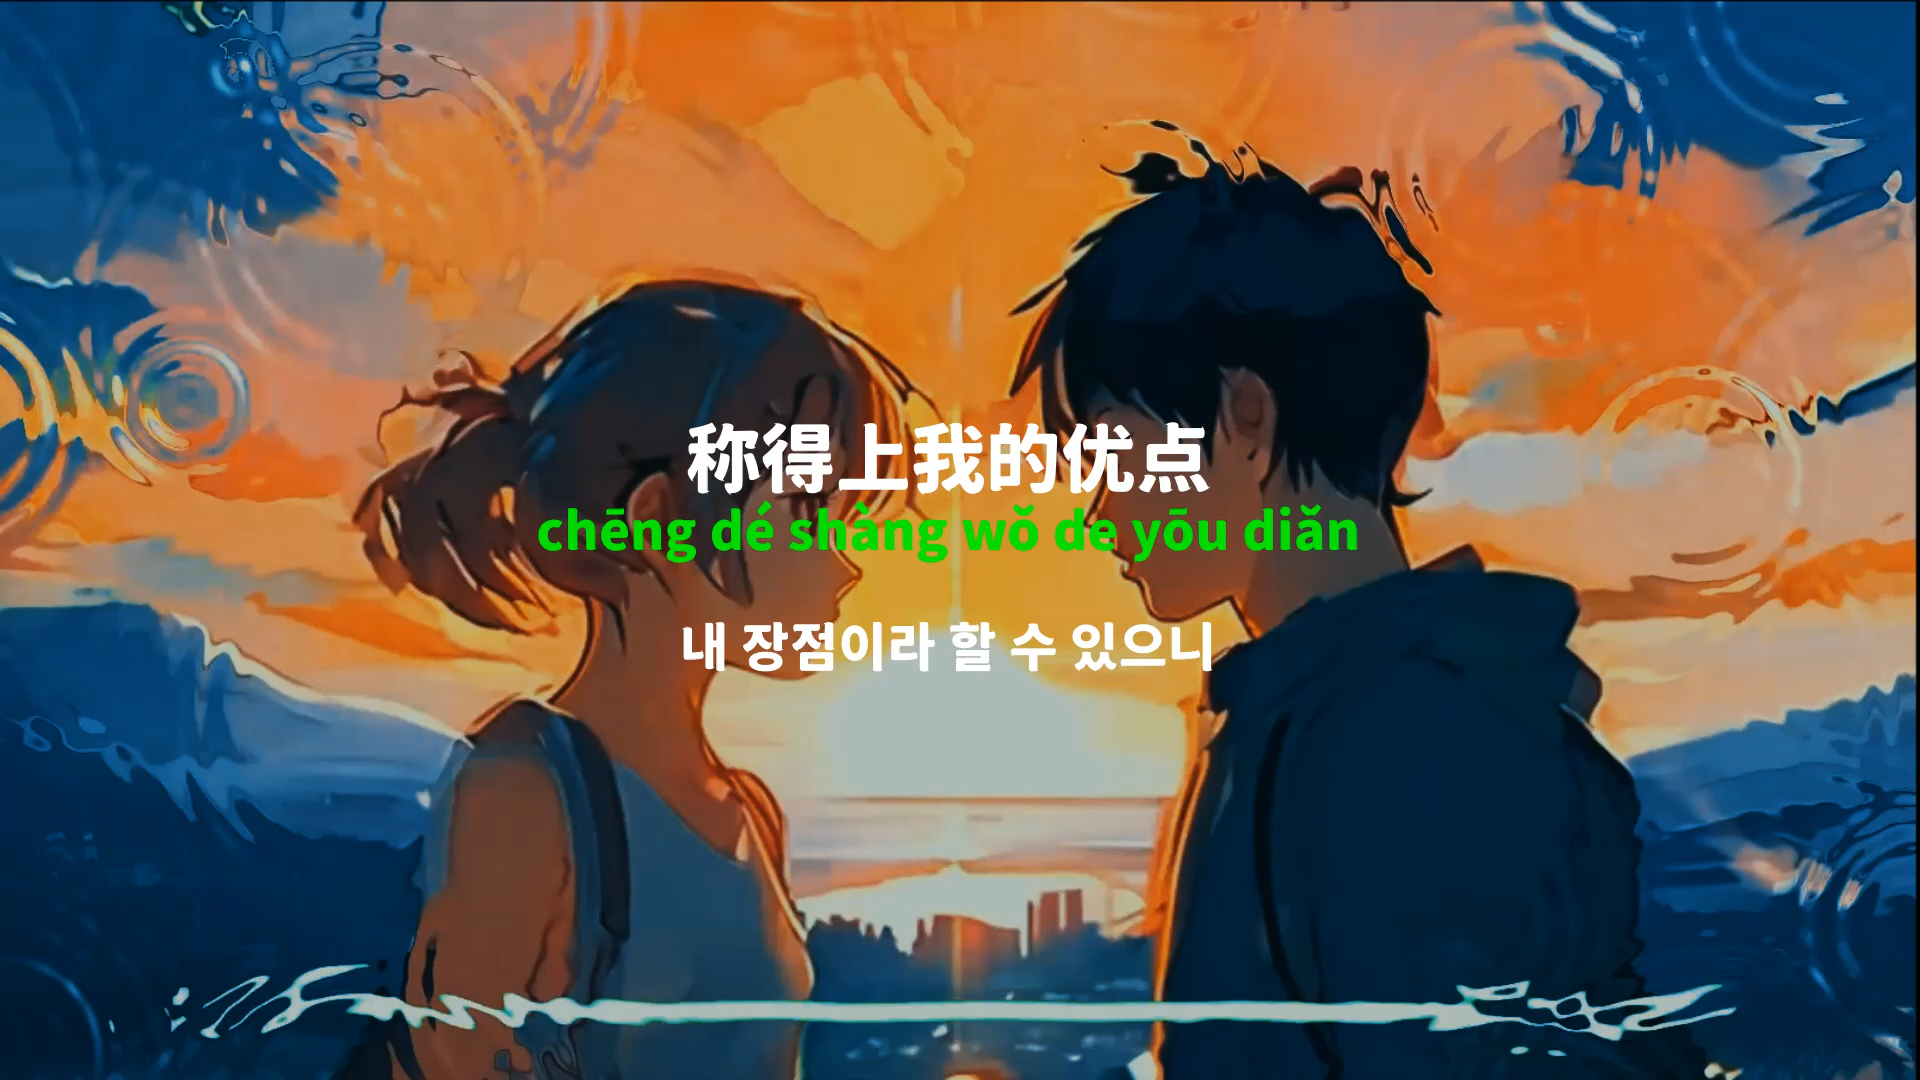 称得上我的优点
chēng dé shàng wǒ de yōu diǎn
내 장점이라 할 수 있으니